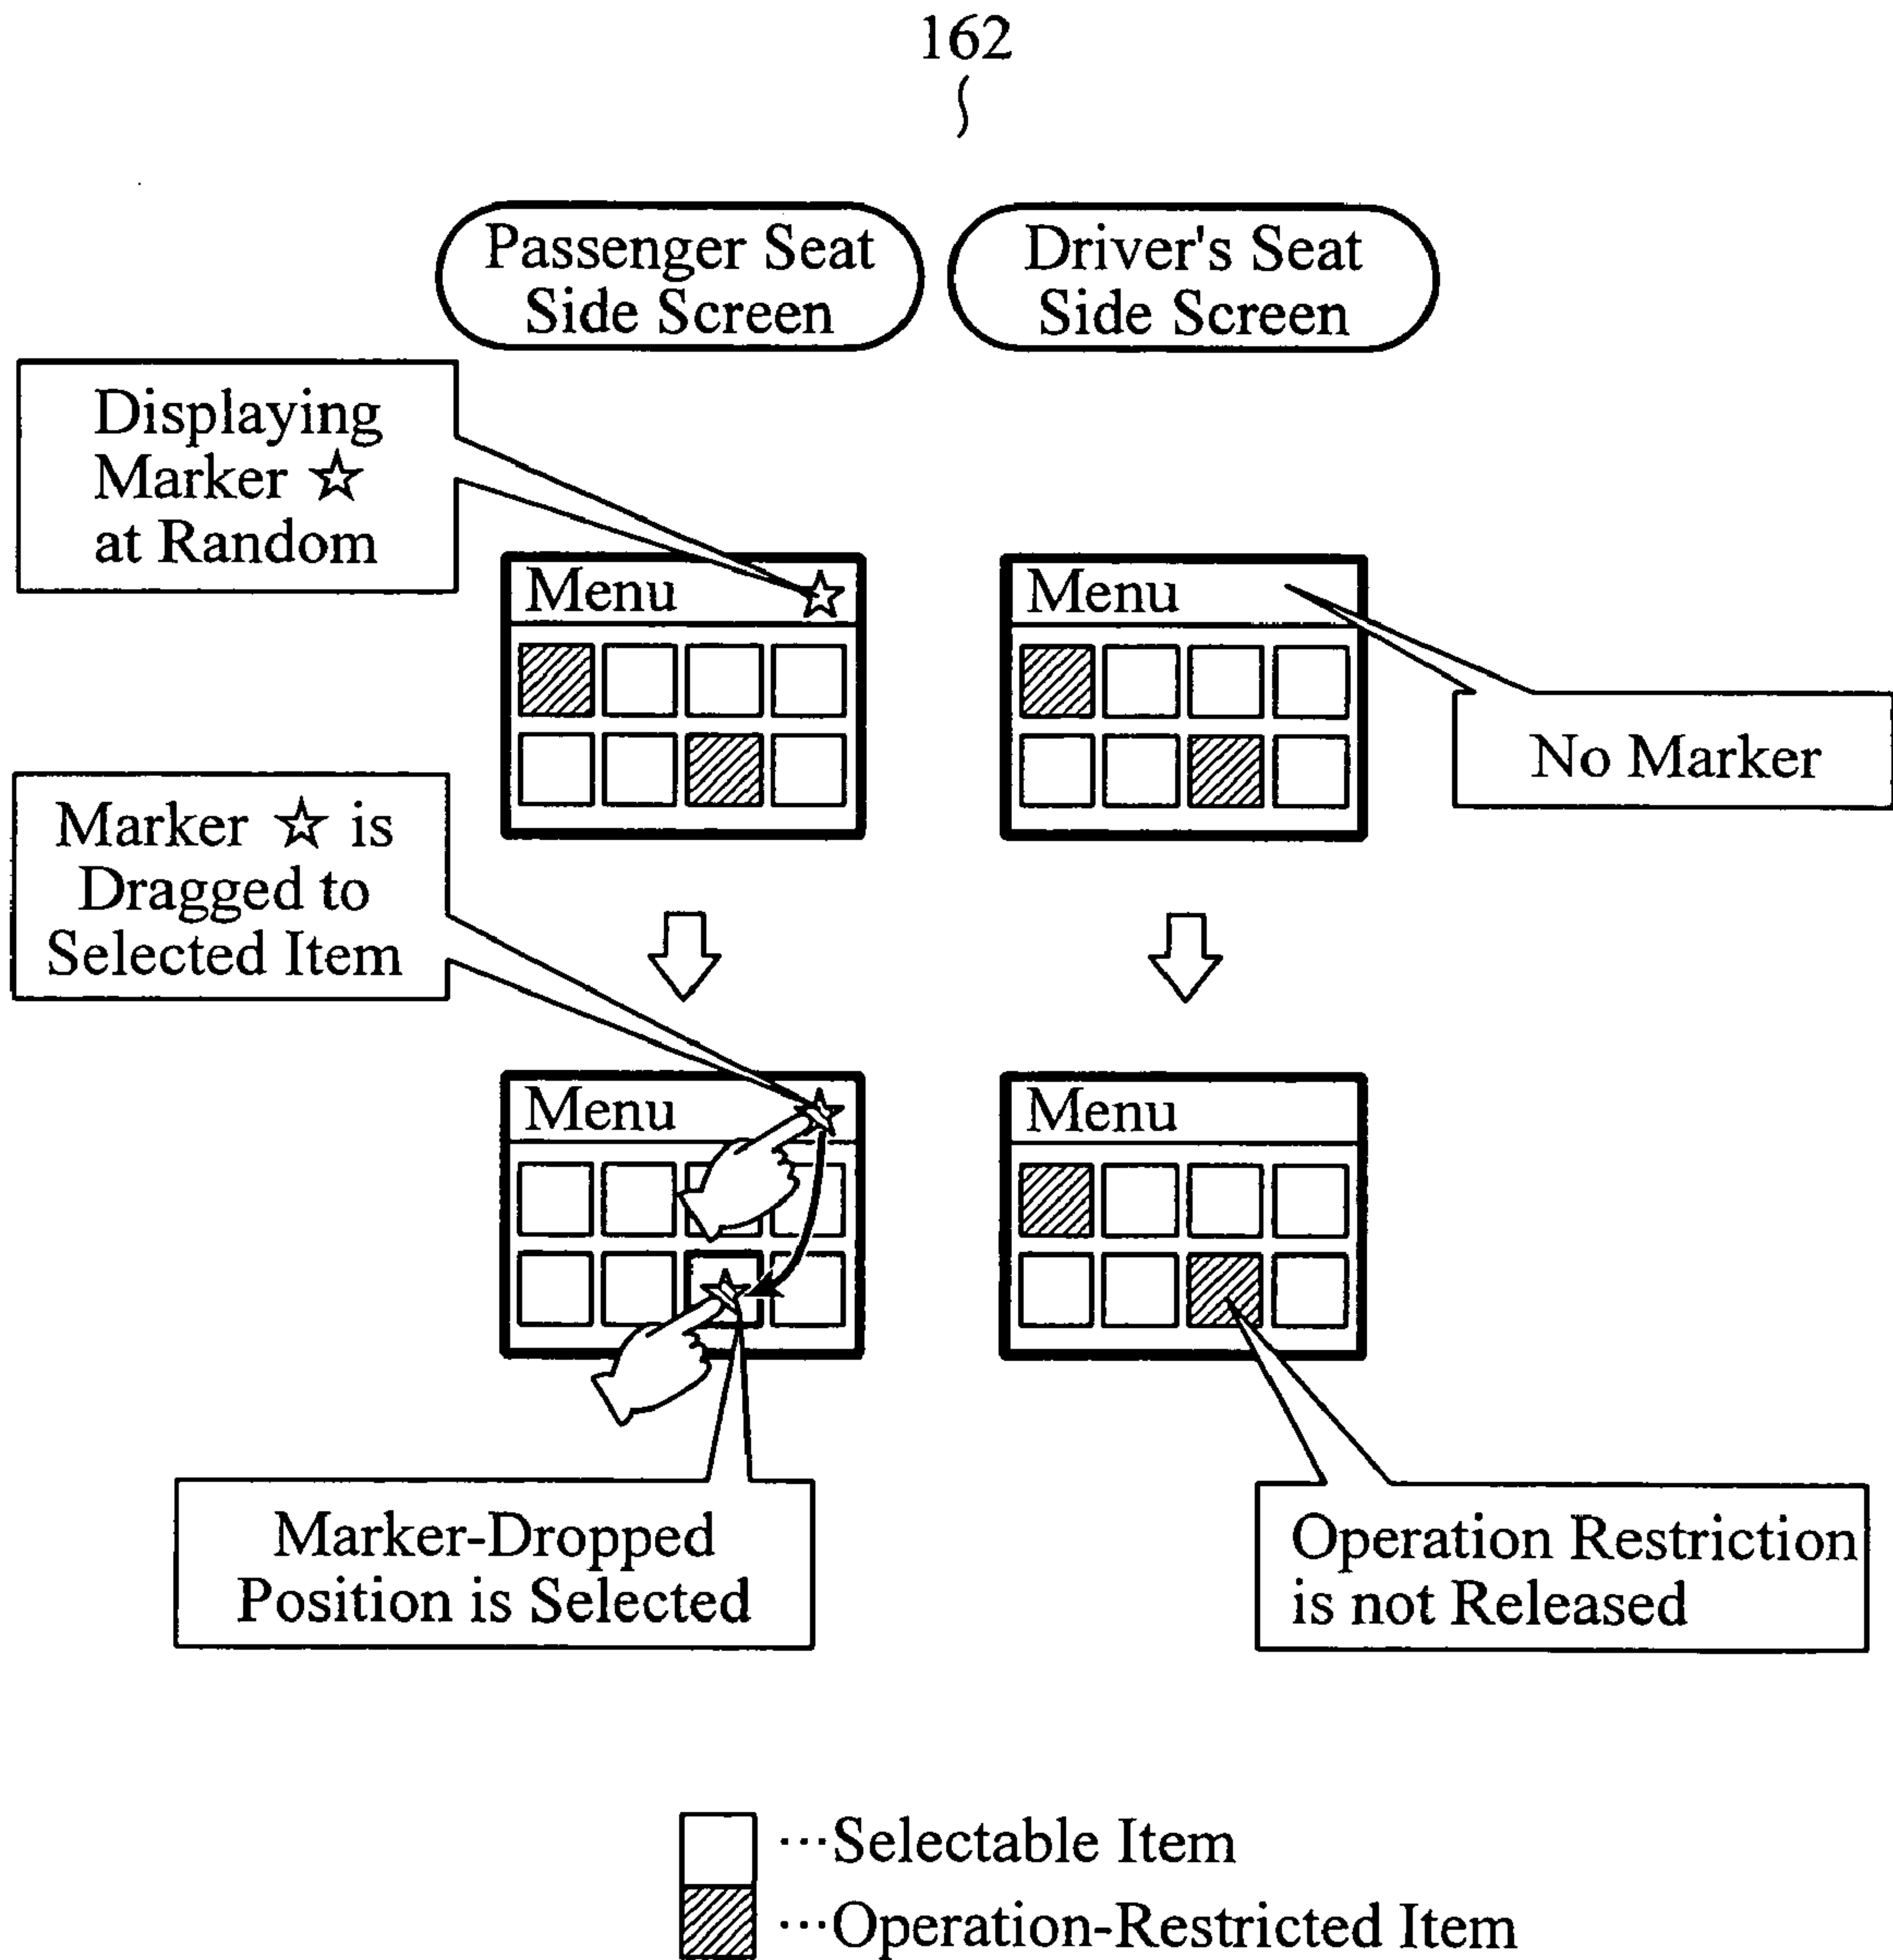 162
Passenger Seat
Side Screen
Driver's Seat
Side Screen
Displaying
Marker ☆
at Random
Menu ☆
Menu
No Marker
Marker ☆ is
Dragged to
Selected Item
Menu
Menu
Marker-Dropped
Position is Selected
Operation Restriction
is not Released
···Selectable Item
···Operation-Restricted Item